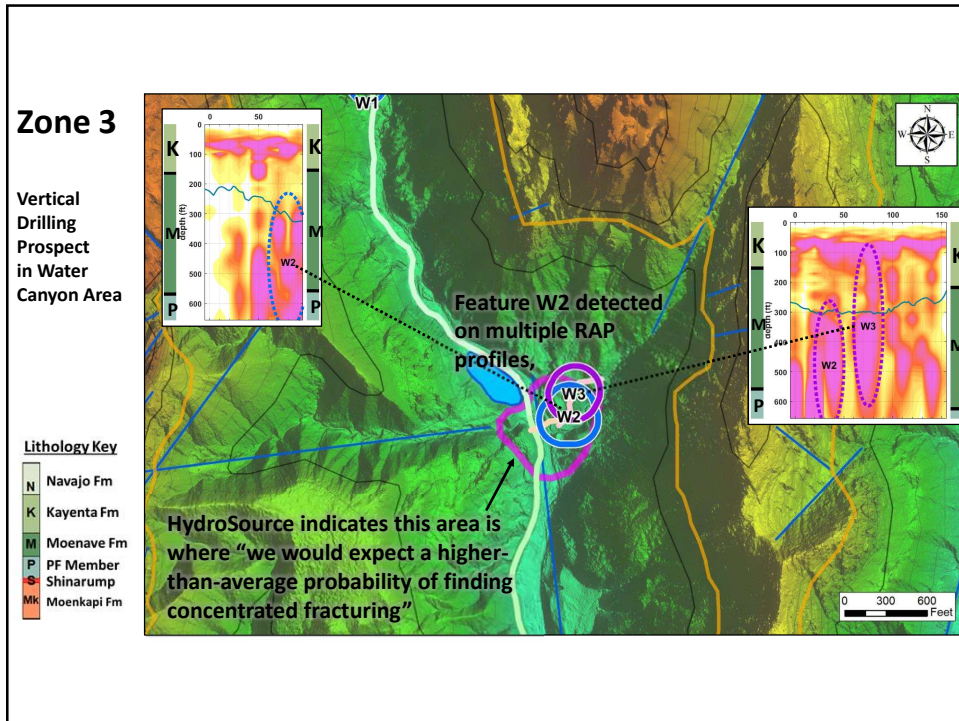 Zone 3
Vertical
Drilling
Prospect
in Water
Canyon Area
Lithology Key
N Navajo Fm
K Kayenta Fm
M Moenave Fm
P PF Member
S Shinarump
Mk Moenkapi Fm
W1
50
0
100
200
300
400
500
600
depth (ft)
K
M
P
K
M
P
W2
N
W E
S
0 50 100 150
0
100
200
300
400
500
600
depth (ft)
K
M
P
K
M
P
W3
W2
Feature W2 detected
on multiple RAP
profiles,
W3
W2
HydroSource indicates this area is
where “we would expect a higher-
than-average probability of finding
concentrated fracturing”
0 300 600
Feet